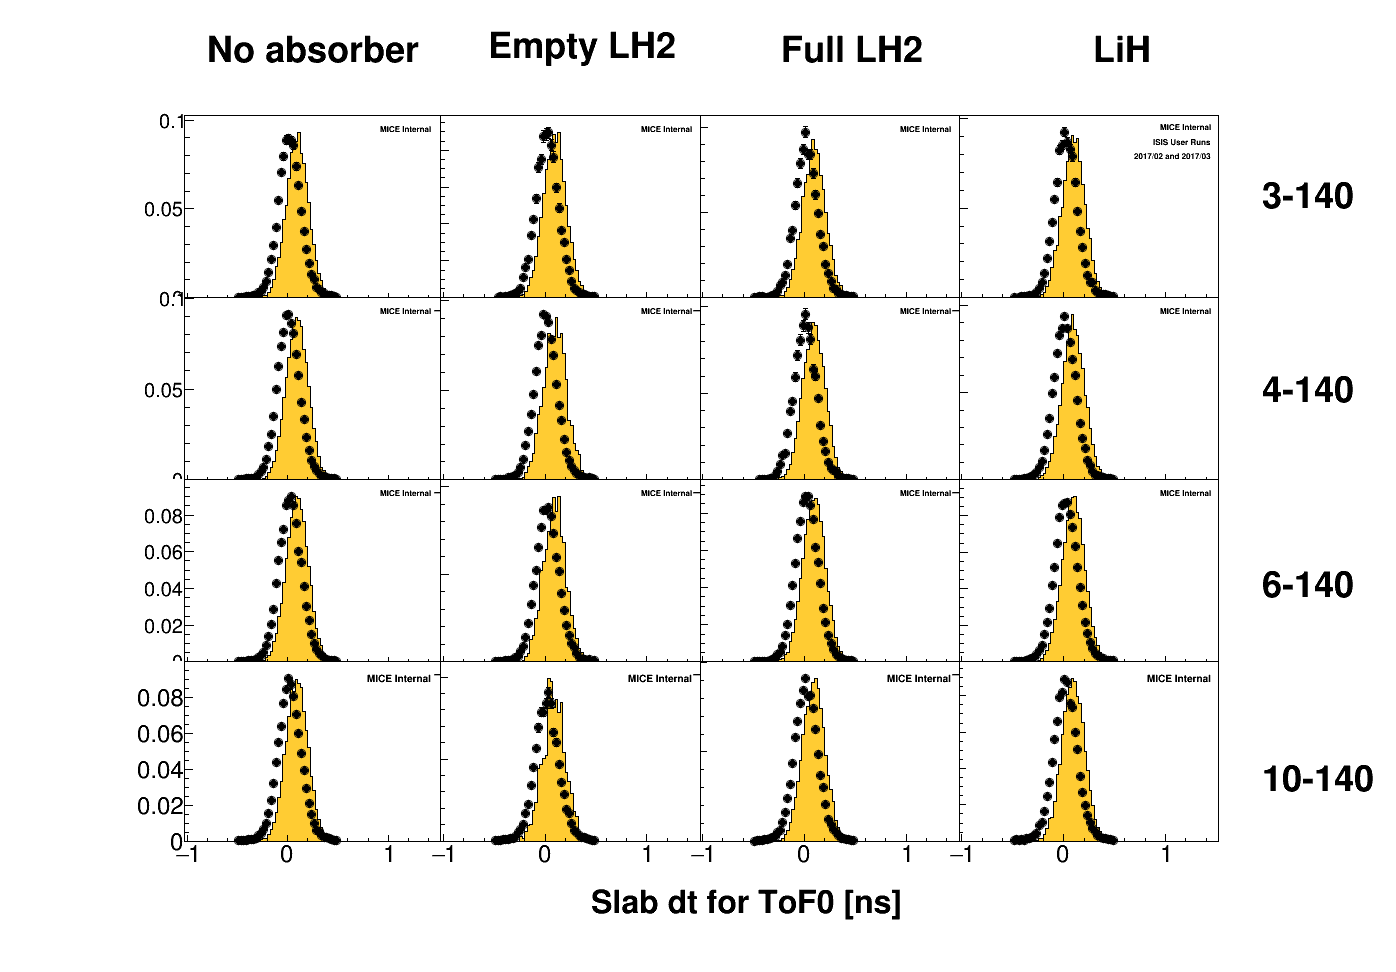 No absorber Empty LH2 Full LH2 LiH
0.1 MICE Internal MICE Internal MICE Internal MICE Internal
ISIS User Runs
2017/02 and 2017/03
3-140
0.05
MICE Internal MICE Internal MICE Internal MICE Internal
4-140
0.05
MICE Internal MICE Internal MICE Internal MICE Internal
0.08
0.06
6-140
0.04
0.02
MICE Internal MICE Internal MICE Internal MICE Internal
0.08
0.06
10-140
0.04
0.02
0
−1 0 1 −1 0 1 −1 0 1 −1 0 1
Slab dt for ToF0 [ns]